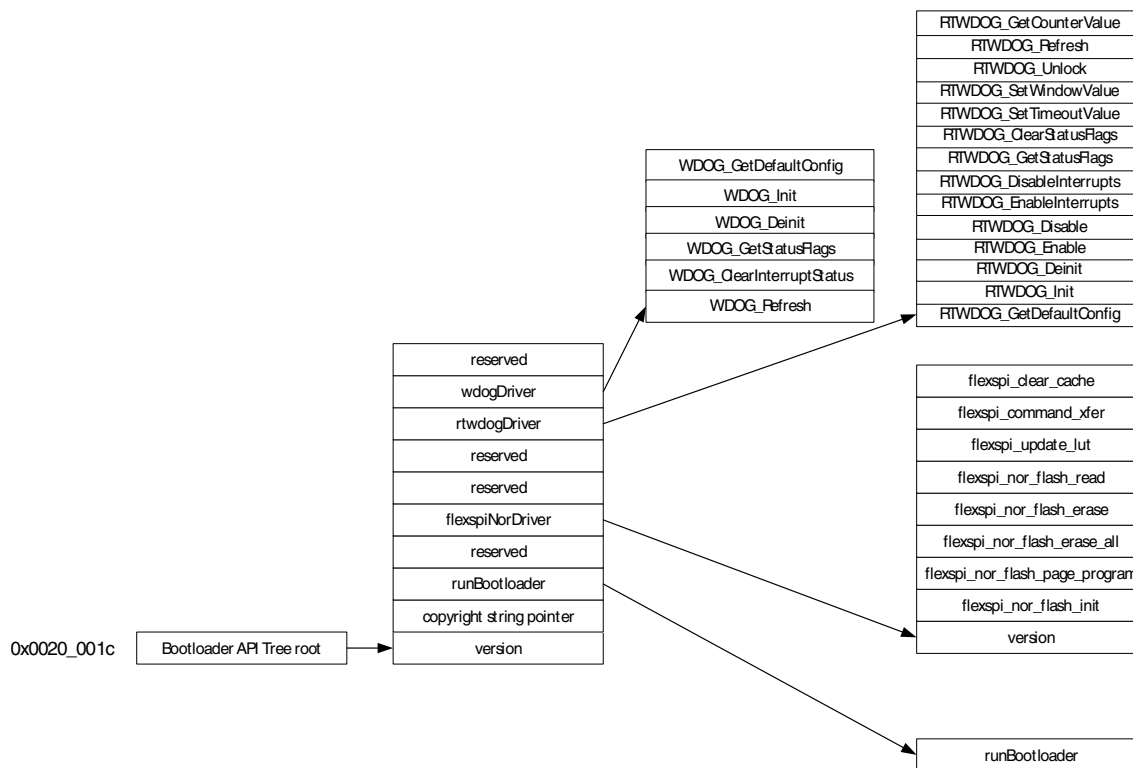 RTWDOG_GetCounterValue
RTWDOG_Refresh
RTWDOG_Unlock
RTWDOG_SetWindowValue
RTWDOG_SetTimeoutValue
RTWDOG_ClearStatusFlags
RTWDOG_GetStatusFlags
RTWDOG_DisableInterrupts
RTWDOG_EnableInterrupts
RTWDOG_Disable
RTWDOG_Enable
RTWDOG_Deinit
RTWDOG_Init
RTWDOG_GetDefaultConfig
WDOG_GetDefaultConfig
WDOG_Init
WDOG_Deinit
WDOG_GetStatusFlags
WDOG_ClearInterruptStatus
WDOG_Refresh
reserved
wdogDriver
rtwdogDriver
reserved
reserved
flexspiNorDriver
reserved
runBootloader
copyright string pointer
version
flexspi_clear_cache
flexspi_command_xfer
flexspi_update_lut
flexspi_nor_flash_read
flexspi_nor_flash_erase
flexspi_nor_flash_erase_all
flexspi_nor_flash_page_program
flexspi_nor_flash_init
version
0x0020_001c
Bootloader API Tree root
runBootloader